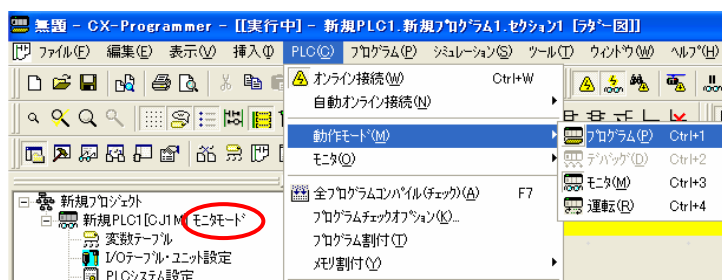 無題 - CX-Programmer - [[実行中] - 新規PLC1.新規ﾌﾟﾛｸﾞﾗﾑ1.ｾｸｼｮﾝ1 [ﾗﾀﾞｰ図]]
ﾌｧｲﾙ(F) 編集(E) 表示(V) 挿入(I) PLC(C) ﾌﾟﾛｸﾞﾗﾑ(P) ｼﾐｭﾚｰｼｮﾝ(S) ﾂｰﾙ(T) ｳｨﾝﾄﾞｳ(W) ﾍﾙﾌﾟ(H)
ｵﾝﾗｲﾝ接続(W) Ctrl+W
自動ｵﾝﾗｲﾝ接続(N)
動作ﾓｰﾄﾞ(M)
ﾓﾆﾀ(O)
全ﾌﾟﾛｸﾞﾗﾑｺﾝﾊﾟｲﾙ(ﾁｪｯｸ)(A) F7
ﾌﾟﾛｸﾞﾗﾑﾁｪｯｸｵﾌﾟｼｮﾝ(K)...
ﾌﾟﾛｸﾞﾗﾑ割付(T)
ﾒﾓﾘ割付(Y)
ﾌﾟﾛｸﾞﾗﾑ(P) Ctrl+1
ﾃﾞﾊﾞｯｸﾞ(D) Ctrl+2
ﾓﾆﾀ(M) Ctrl+3
運転(R) Ctrl+4
新規ﾌﾟﾛｼﾞｪｸﾄ
新規PLC1[CJ1M] ﾓﾆﾀﾓｰﾄﾞ
変数ﾃｰﾌﾞﾙ
I/Oﾃｰﾌﾞﾙ･ﾕﾆｯﾄ設定
PLCｼｽﾃﾑ設定